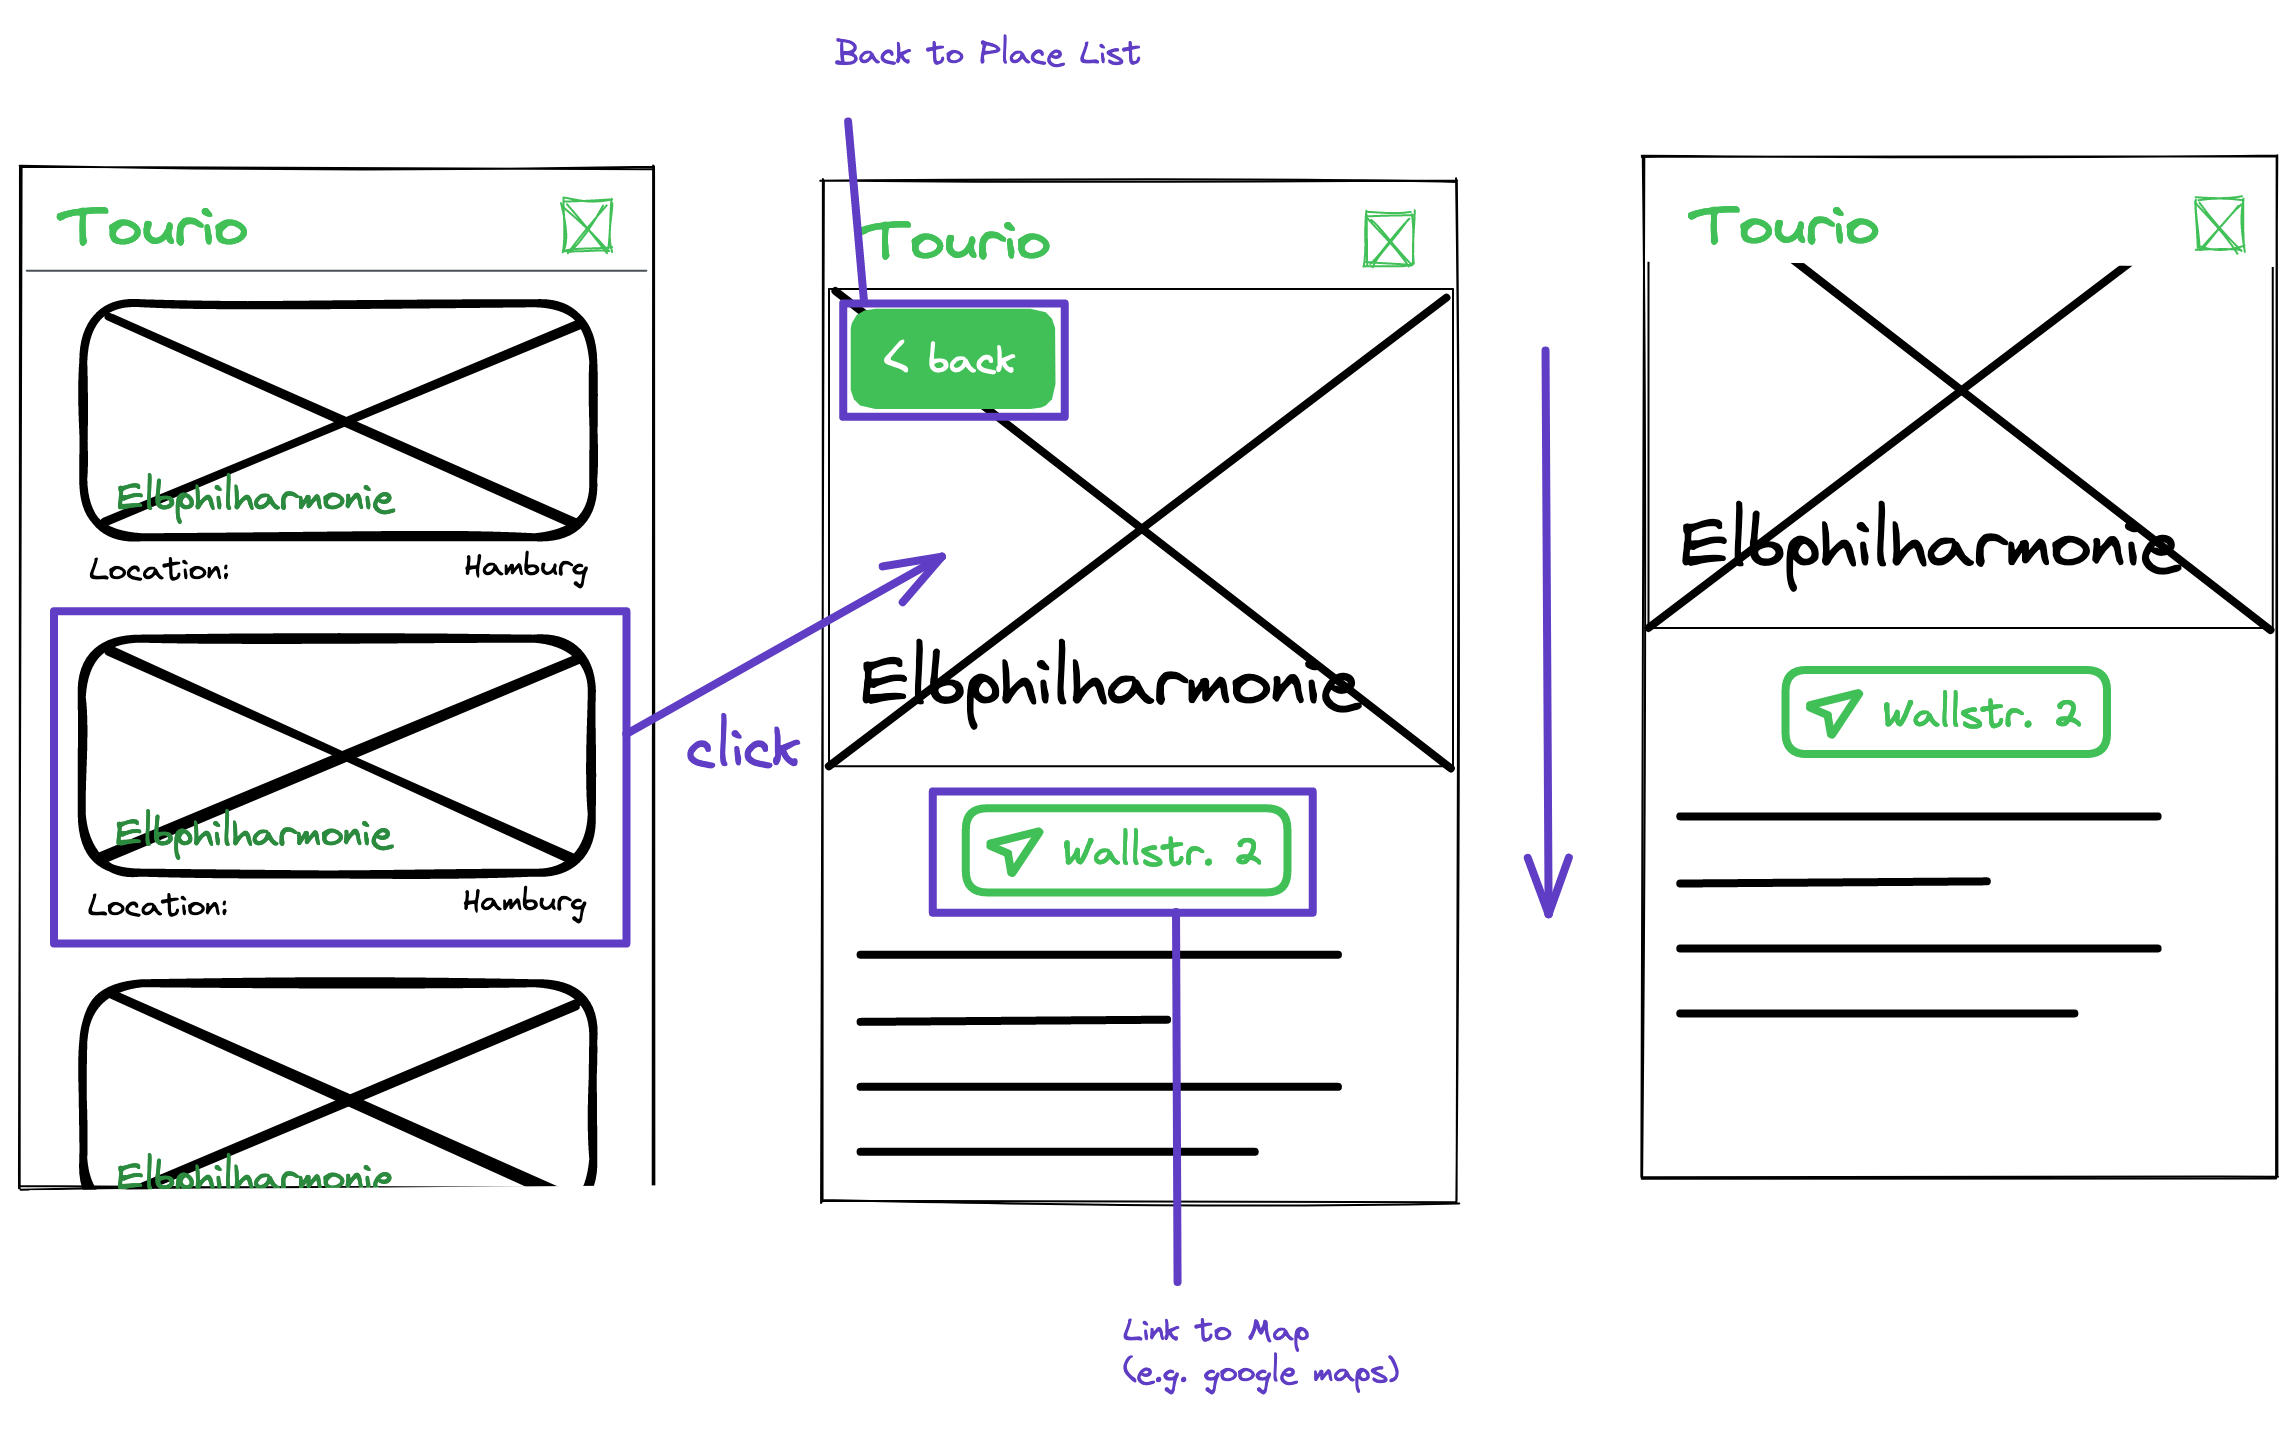 Back to Place List
Tourio
Elbphilharmonie
Location: Hamburg
Elbphilharmonie
Location: Hamburg
Elbphilharmonie
click
Tourio
< back
Elbphilharmonie
Wallstr. 2
Link to Map
(e.g. google maps)
Tourio
Elbphilharmonie
Wallstr. 2